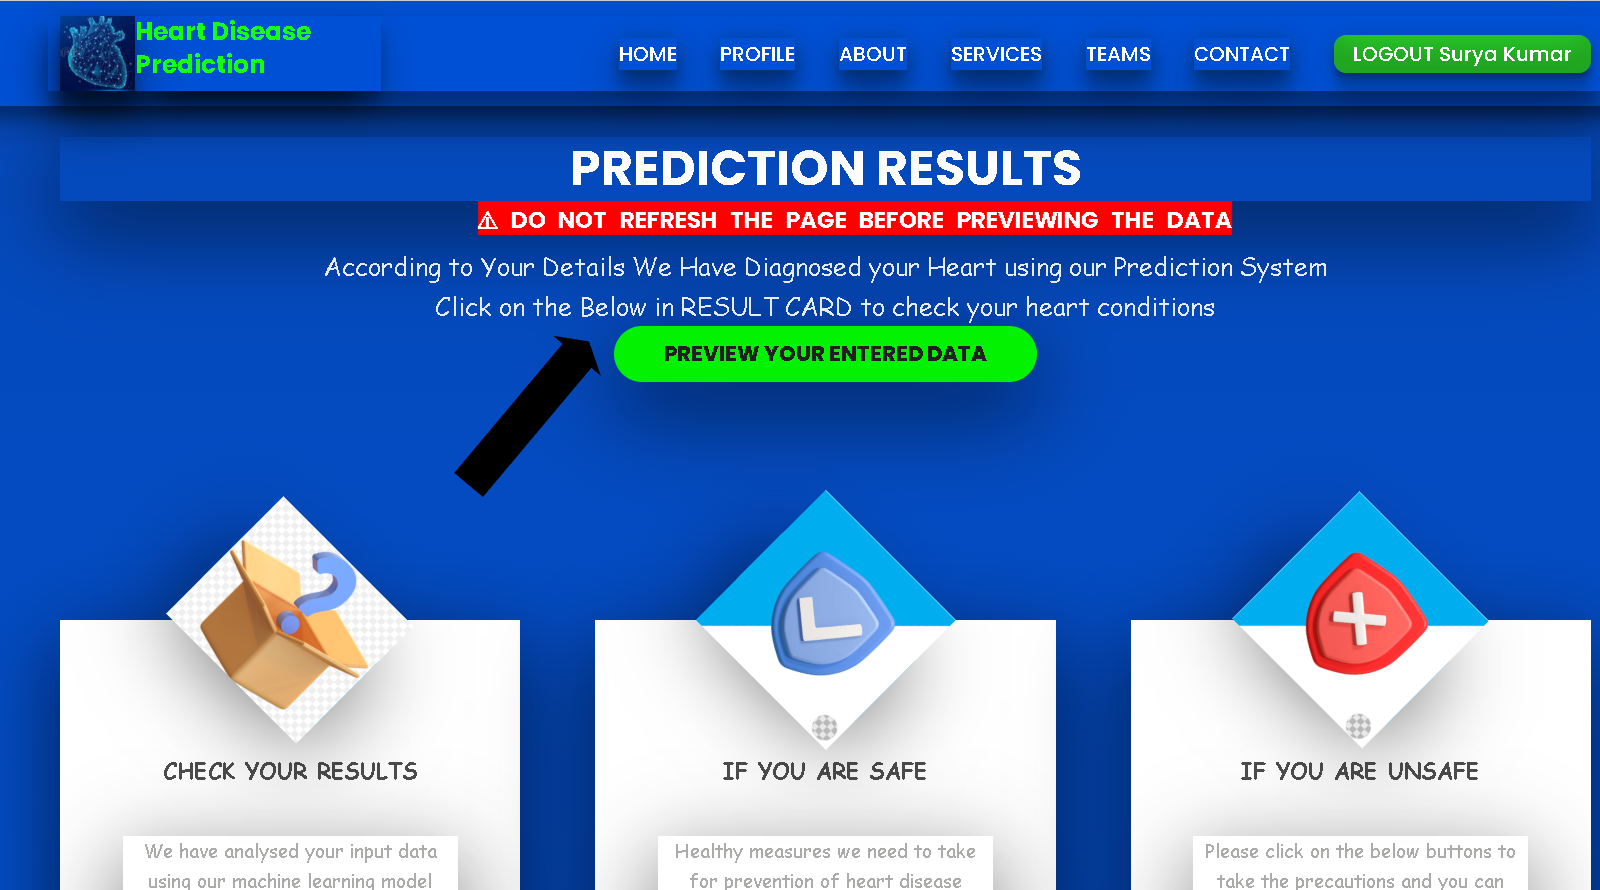 Heart Disease
Prediction
HOME PROFILE ABOUT SERVICES TEAMS CONTACT LOGOUT Surya Kumar
PREDICTION RESULTS
⚠ DO NOT REFRESH THE PAGE BEFORE PREVIEWING THE DATA
According to Your Details We Have Diagnosed your Heart using our Prediction System
Click on the Below in RESULT CARD to check your heart conditions
PREVIEW YOUR ENTERED DATA
CHECK YOUR RESULTS
We have analysed your input data
using our machine learning model
IF YOU ARE SAFE
Healthy measures we need to take
for prevention of heart disease
IF YOU ARE UNSAFE
Please click on the below buttons to
take the precautions and you can